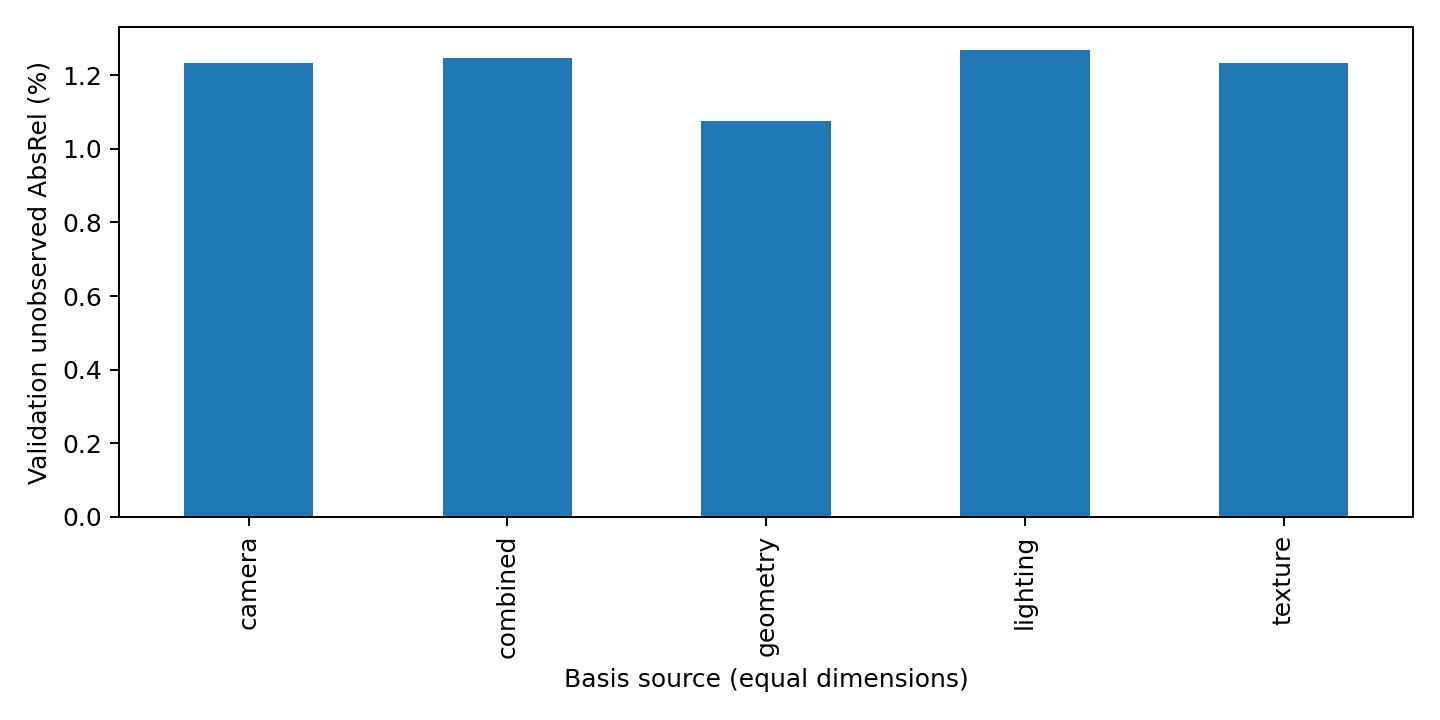 Validation unobserved AbsRel (%)
1.2
1.0
0.8
0.6
0.4
0.2
0.0
camera
combined
geometry
lighting
texture
Basis source (equal dimensions)